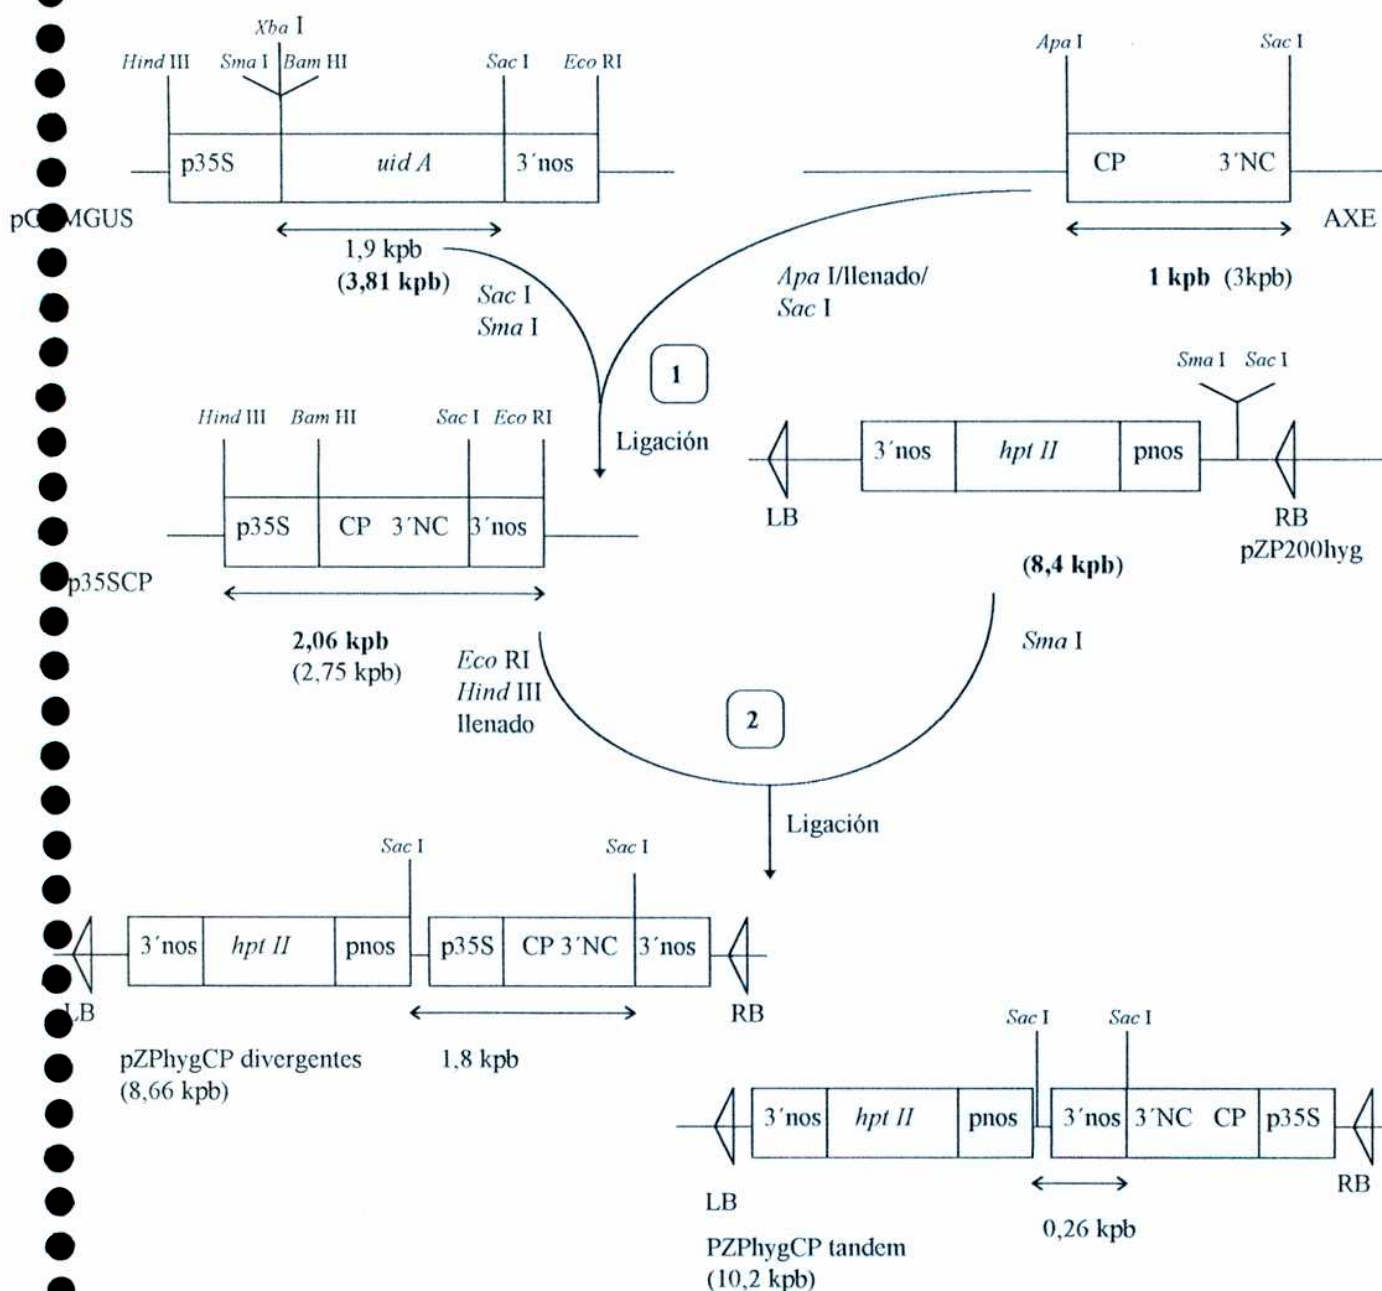 Xba I
Hind III Sma I Bam HI Sac I Eco RI
p35S uid A 3´nos
MGUS
1,9 kpb
(3,81 kpb)
Sac I
Sma I
Apa I Sac I
CP 3´NC
AXE
1 kpb (3kpb)
Apa I/llenado/
Sac I
1
Ligación
Hind III Bam HI Sac I Eco RI
p35S CP 3´NC 3´nos
p35SCP
2,06 kpb
(2,75 kpb)
Sma I Sac I
3´nos hpt II pnos
LB RB
pZP200hyg
(8,4 kpb)
Eco RI
Hind III
llenado
Sma I
2
Ligación
Sac I Sac I
3´nos hpt II pnos p35S CP 3´NC 3´nos
LB RB
pZPhygCP divergentes 1,8 kpb
(8,66 kpb)
Sac I Sac I
3´nos hpt II pnos 3´nos 3´NC CP p35S
LB RB
0,26 kpb
PZPhygCP tandem
(10,2 kpb)